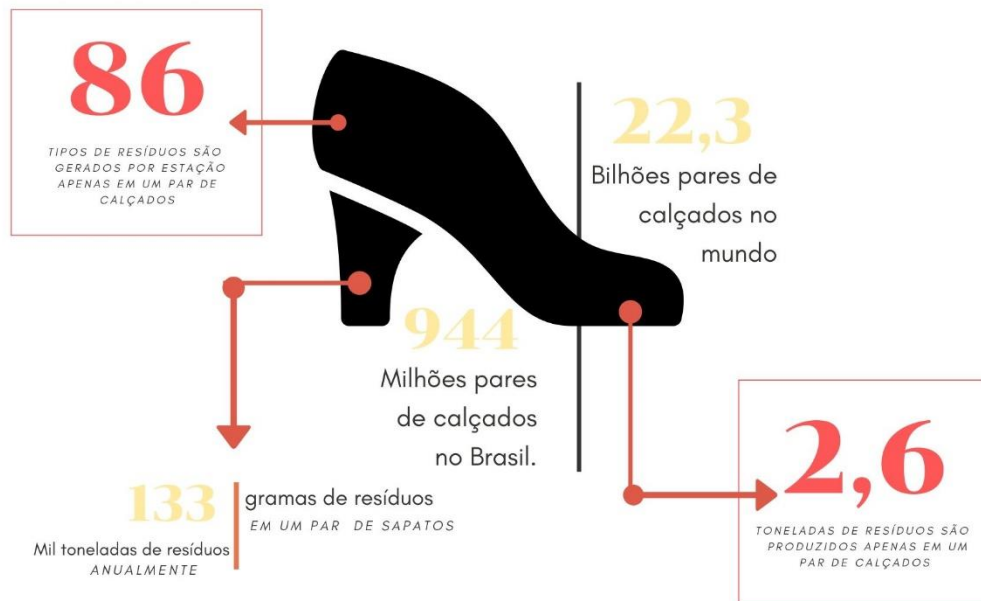 86
TIPOS DE RESÍDUOS SÃO
GERADOS POR ESTAÇÃO
APENAS EM UM PAR DE
CALÇADOS
22,3
Bilhões pares de
calçados no
mundo
944
Milhões pares
de calçados
no Brasil.
133
Mil toneladas de resíduos
ANUALMENTE
gramas de resíduos
EM UM PAR DE SAPATOS
2,6
TONELADAS DE RESÍDUOS SÃO
PRODUZIDOS APENAS EM UM
PAR DE CALÇADOS